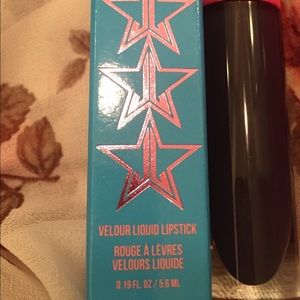 VELOUR LIQUID LIPSTICK
ROUGE À LÈVRES
VELOURS LIQUIDE
0.19 FL. OZ / 5.6 ML